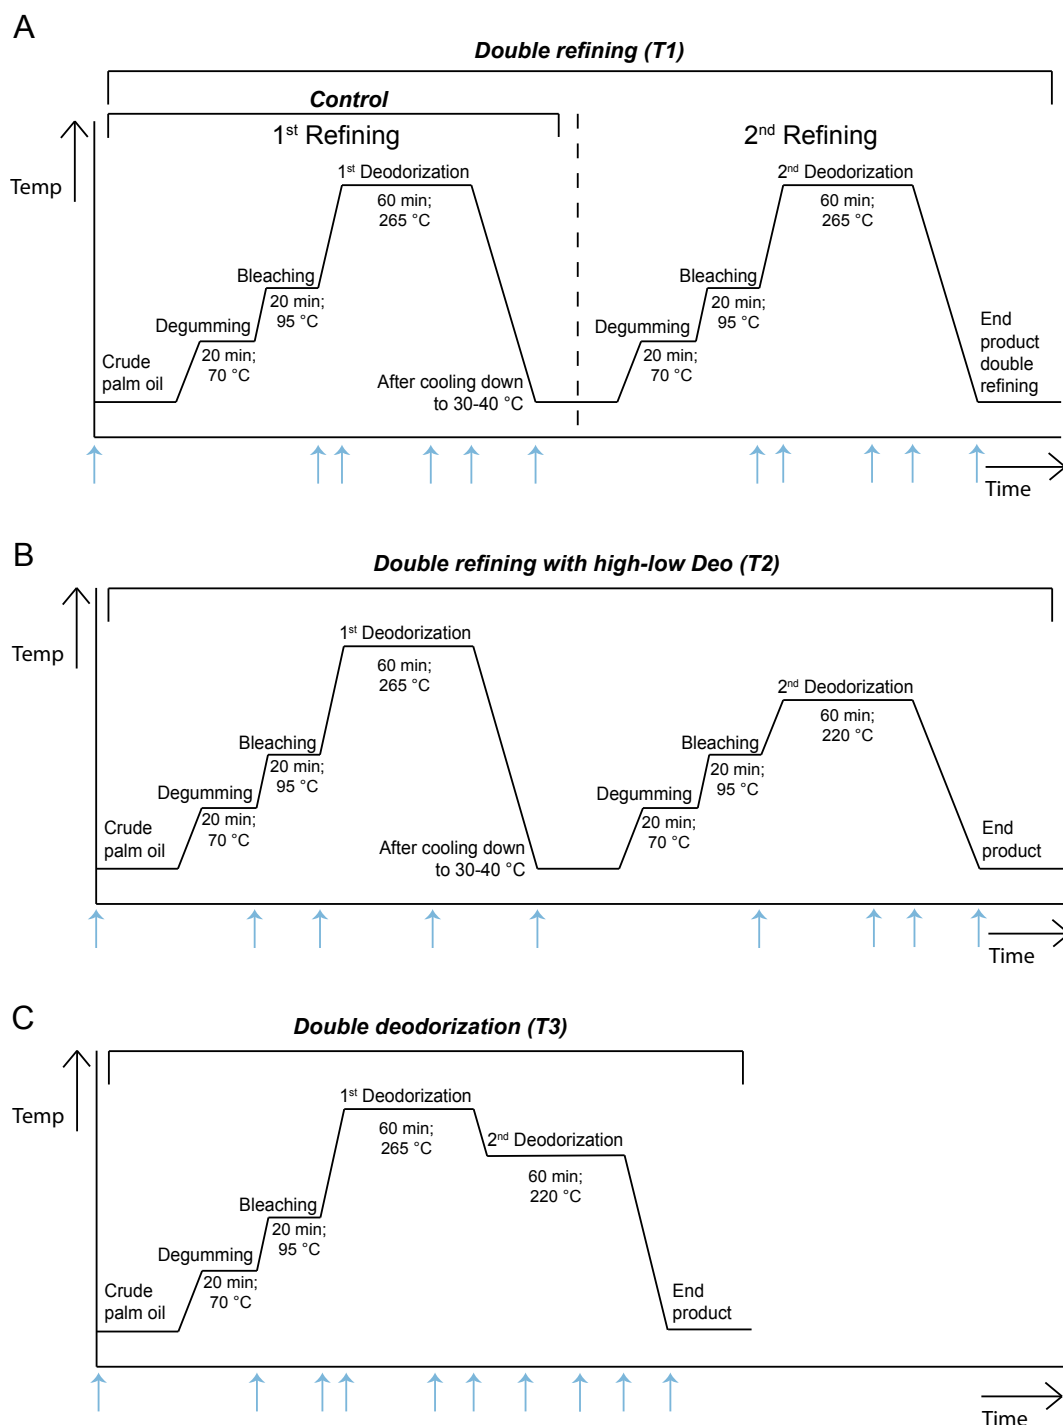 A
Double refining (T1)
Control
1st Refining
2nd Refining
Temp
1st Deodorization
60 min;
265 °C
2nd Deodorization
60 min;
265 °C
Bleaching
20 min;
95 °C
Bleaching
20 min;
95 °C
Degumming
20 min;
70 °C
Degumming
20 min;
70 °C
Crude
palm oil
After cooling down
to 30-40 °C
End
product
double
refining
Time
B
Double refining with high-low Deo (T2)
Temp
1st Deodorization
60 min;
265 °C
2nd Deodorization
60 min;
220 °C
Bleaching
20 min;
95 °C
Bleaching
20 min;
95 °C
Degumming
20 min;
70 °C
Degumming
20 min;
70 °C
Crude
palm oil
After cooling down
to 30-40 °C
End
product
Time
C
Double deodorization (T3)
Temp
1st Deodorization
60 min;
265 °C
2nd Deodorization
60 min;
220 °C
Bleaching
20 min;
95 °C
Degumming
20 min;
70 °C
Crude
palm oil
End
product
Time